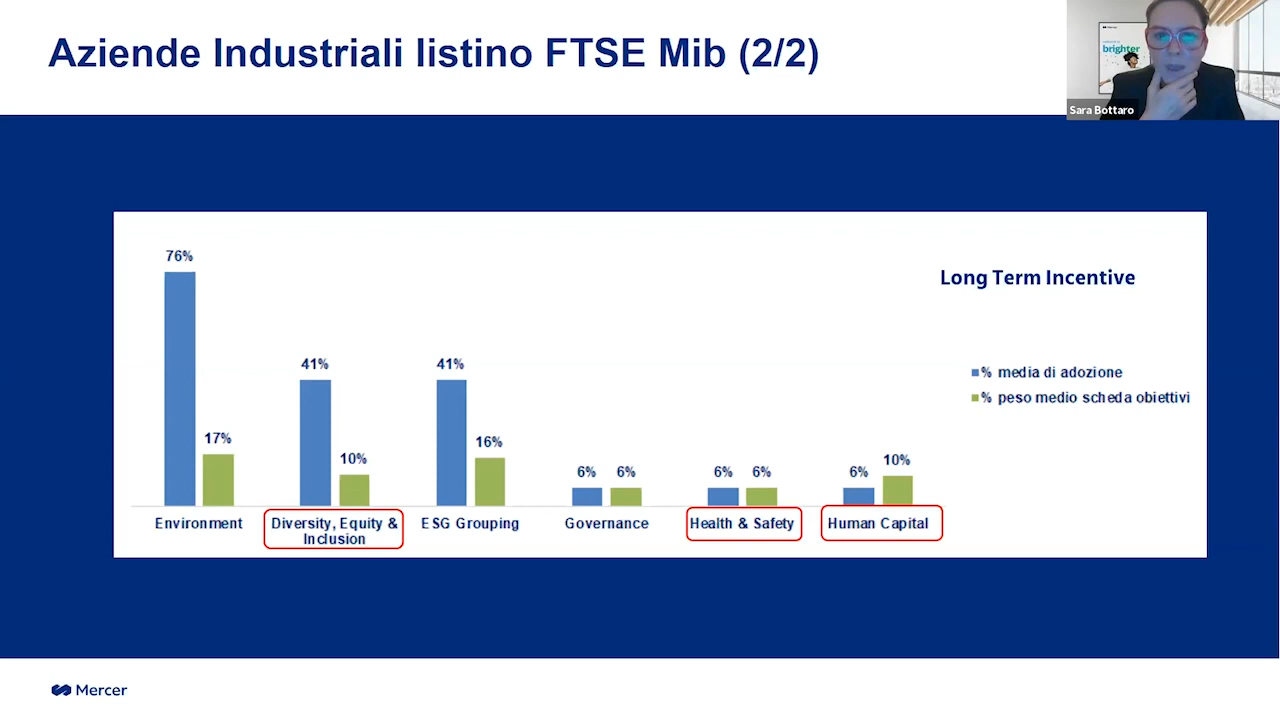 Aziende Industriali listino FTSE Mib (2/2)
Mercer
brighter
Sara Bottaro
76%
Long Term Incentive
41%
41%
% media di adozione
% peso medio scheda obiettivi
17%
16%
10%
6%
6%
6%
6%
6%
10%
Environment
Diversity, Equity &
Inclusion
ESG Grouping
Governance
Health & Safety
Human Capital
Mercer